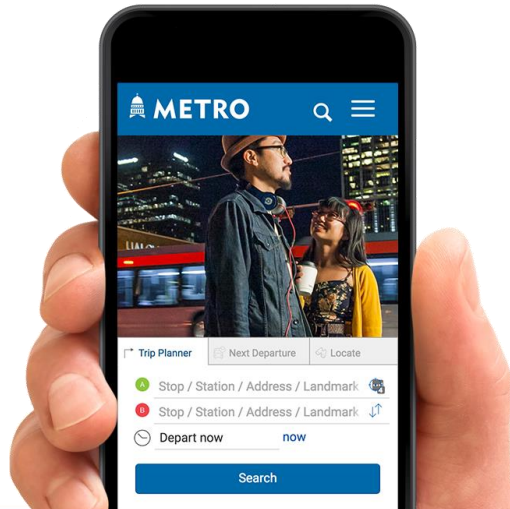 METRO
Trip Planner Next Departure Locate
A Stop / Station / Address / Landmark
B Stop / Station / Address / Landmark
Depart now now
Search